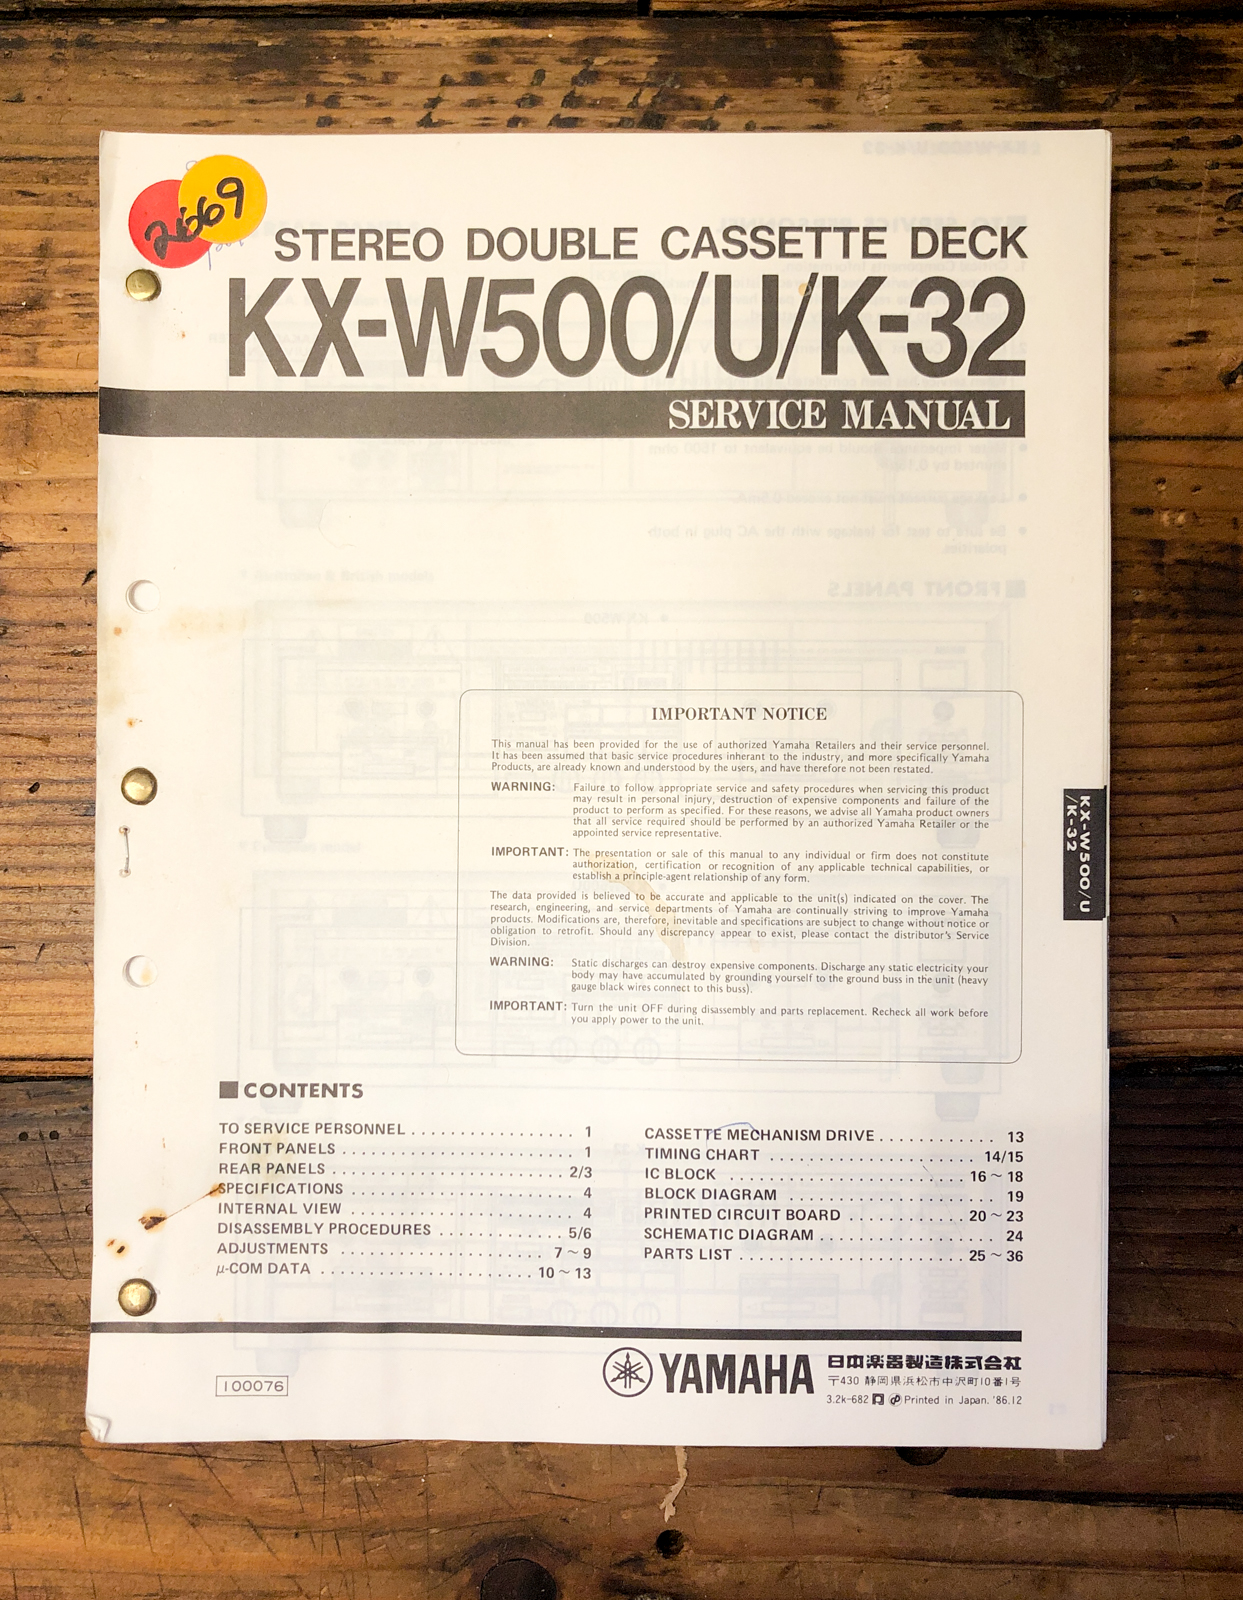 2669
STEREO DOUBLE CASSETTE DECK
KX-W500/U/K-32
SERVICE MANUAL
IMPORTANT NOTICE
This manual has been provided for the use of authorized Yamaha Retailers and their service personnel.
It has been assumed that basic service procedures inherant to the industry, and more specifically Yamaha
Products, are already known and understood by the users, and have therefore not been restated.
WARNING: Failure to follow appropriate service and safety procedures when servicing this product
may result in personal injury, destruction of expensive components and failure of the
product to perform as specified. For these reasons, we advise all Yamaha product owners
that all service required should be performed by an authorized Yamaha Retailer or the
appointed service representative.
IMPORTANT: The presentation or sale of this manual to any individual or firm does not constitute
authorization, certification or recognition of any applicable technical capabilities, or
establish a principle-agent relationship of any form.
The data provided is believed to be accurate and applicable to the unit(s) indicated on the cover. The
research, engineering, and service departments of Yamaha are continually striving to improve Yamaha
products. Modifications are, therefore, inevitable and specifications are subject to change without notice or
obligation to retrofit. Should any discrepancy appear to exist, please contact the distributor's Service
Division.
WARNING: Static discharges can destroy expensive components. Discharge any static electricity your
body may have accumulated by grounding yourself to the ground buss in the unit (heavy
gauge black wires connect to this buss).
IMPORTANT: Turn the unit OFF during disassembly and parts replacement. Recheck all work before
you apply power to the unit.
KX-W500/U
/K-32
■ CONTENTS
TO SERVICE PERSONNEL ................. 1
FRONT PANELS ........................ 1
REAR PANELS ....................... 2/3
SPECIFICATIONS ....................... 4
INTERNAL VIEW ....................... 4
DISASSEMBLY PROCEDURES ............ 5/6
ADJUSTMENTS .................... 7 ~ 9
μ-COM DATA .................... 10 ~ 13
CASSETTE MECHANISM DRIVE ............ 13
TIMING CHART .................... 14/15
IC BLOCK ...................... 16 ~ 18
BLOCK DIAGRAM ..................... 19
PRINTED CIRCUIT BOARD ........... 20 ~ 23
SCHEMATIC DIAGRAM .................. 24
PARTS LIST ..................... 25 ~ 36
100076
YAMAHA
日本楽器製造株式会社
〒430 静岡県浜松市中沢町10番1号
3.2k-682 Printed in Japan. '86.12